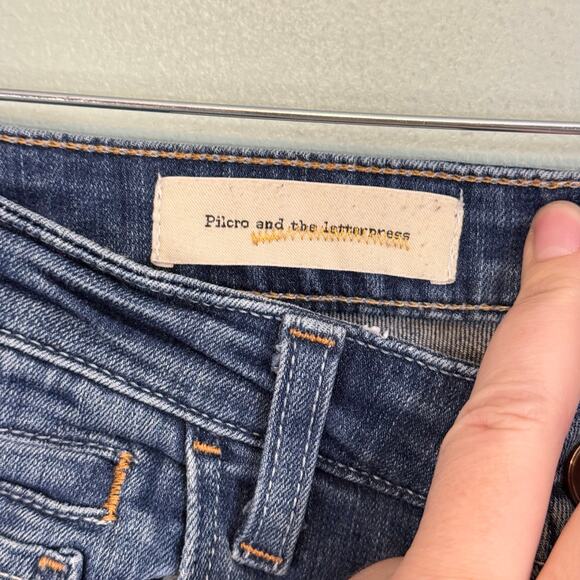 Pilcro and the letterpress